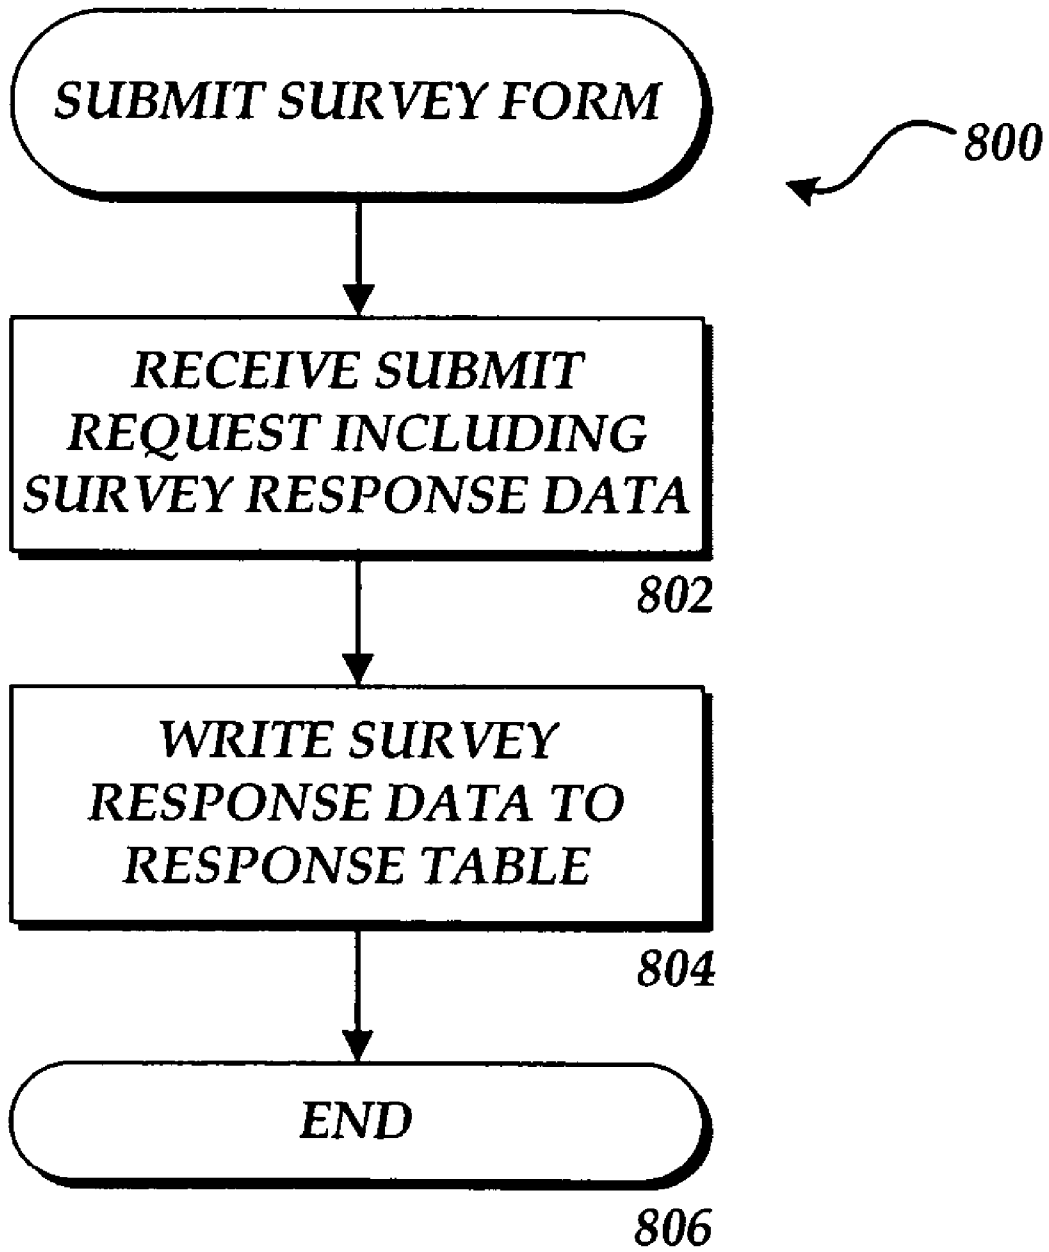 SUBMIT SURVEY FORM
800
RECEIVE SUBMIT
REQUEST INCLUDING
SURVEY RESPONSE DATA
802
WRITE SURVEY
RESPONSE DATA TO
RESPONSE TABLE
804
END
806